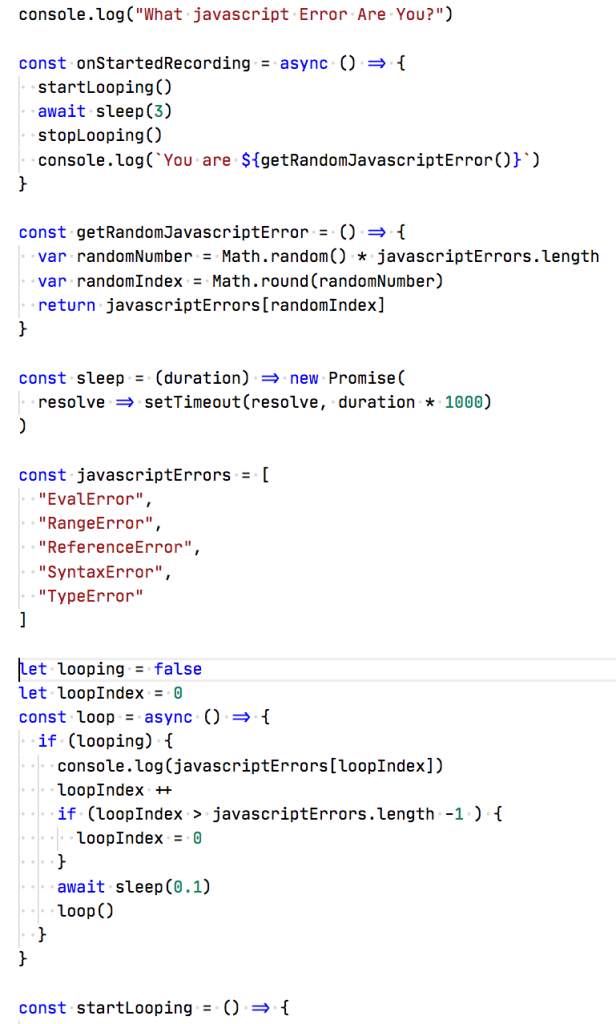 console.log("What javascript Error Are You?")

const onStartedRecording = async () => {
  startLooping()
  await sleep(3)
  stopLooping()
  console.log(`You are ${getRandomJavascriptError()}`)
}

const getRandomJavascriptError = () => {
  var randomNumber = Math.random() * javascriptErrors.length
  var randomIndex = Math.round(randomNumber)
  return javascriptErrors[randomIndex]
}

const sleep = (duration) => new Promise(
  resolve => setTimeout(resolve, duration * 1000)
)

const javascriptErrors = [
  "EvalError",
  "RangeError",
  "ReferenceError",
  "SyntaxError",
  "TypeError"
]

let looping = false
let loopIndex = 0
const loop = async () => {
  if (looping) {
    console.log(javascriptErrors[loopIndex])
    loopIndex ++
    if (loopIndex > javascriptErrors.length -1 ) {
      loopIndex = 0
    }
    await sleep(0.1)
    loop()
  }
}

const startLooping = () => {